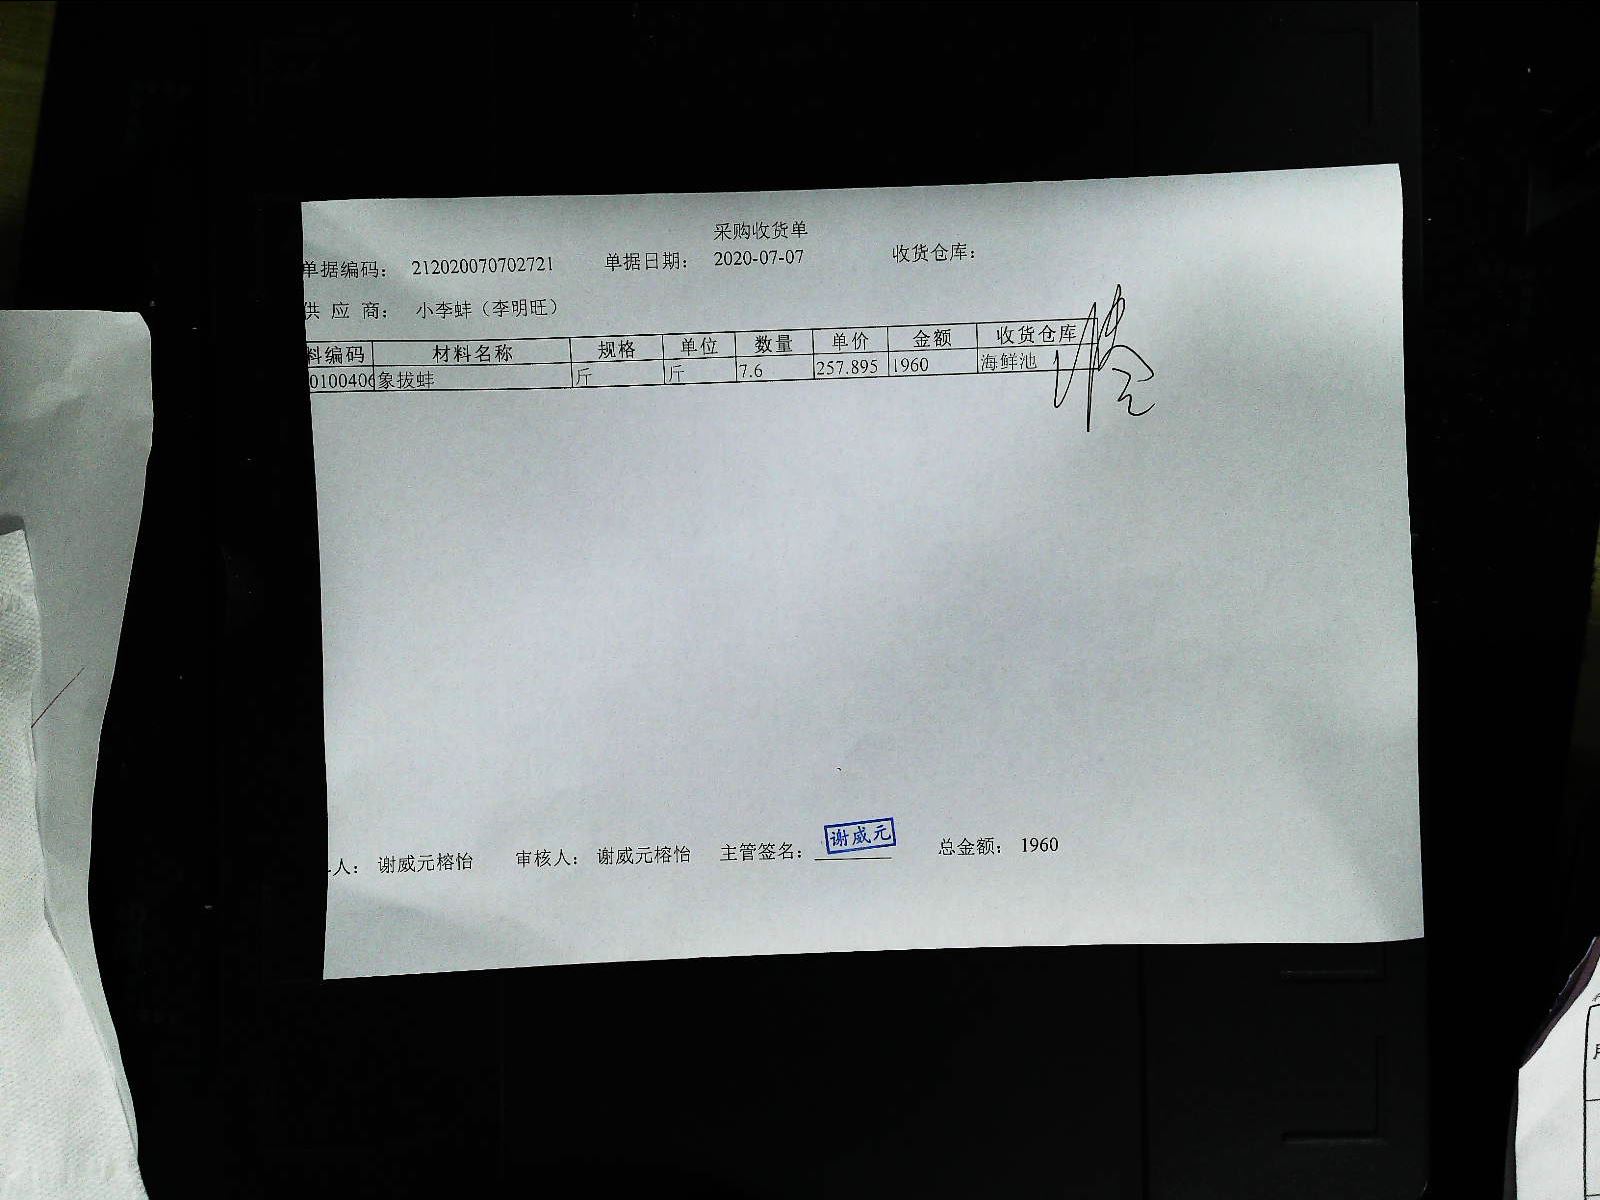 采购收货单
单据编码： 212020070702721 单据日期： 2020-07-07 收货仓库：
供 应 商： 小李蚌（李明旺）
料编码 材料名称 规格 单位 数量 单价 金额 收货仓库
0100406 象拔蚌 斤 斤 7.6 257.895 1960 海鲜池
人： 谢威元榕怡 审核人： 谢威元榕怡 主管签名： 谢威元 总金额： 1960